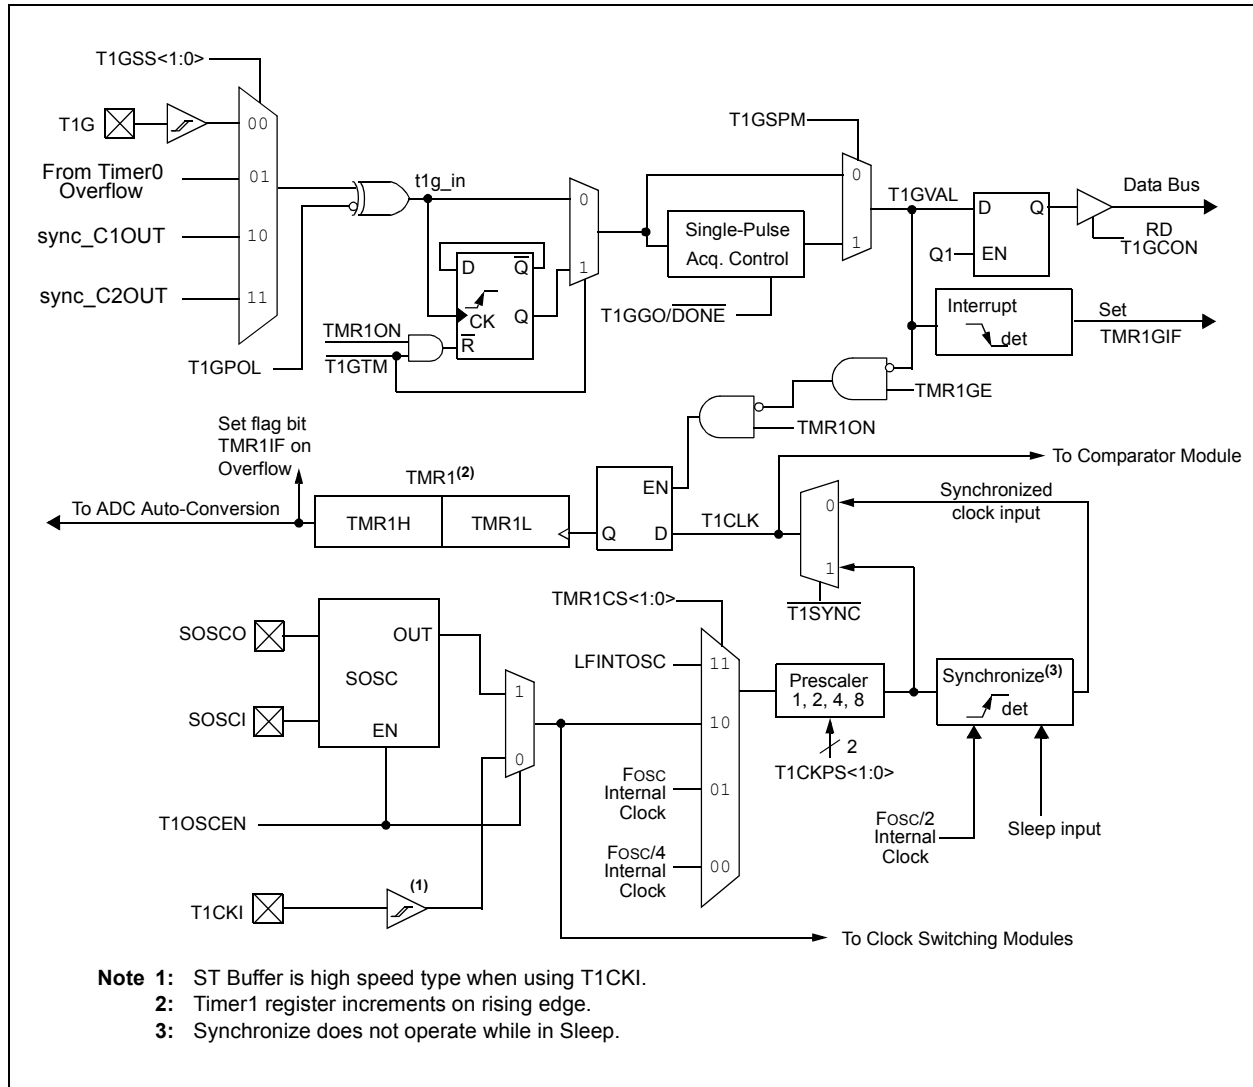 T1GSS<1:0>
T1G
00
From Timer0
Overflow
01
sync_C1OUT
10
sync_C2OUT
11
T1GPOL
t1g_in
D
Q
CK
Q
R
TMR1ON
T1GTM
0
1
T1GSPM
Single-Pulse
Acq. Control
T1GGO/DONE
0
1
T1GVAL
D
Q
Q1
EN
Data Bus
RD
T1GCON
Interrupt
det
Set
TMR1GIF
TMR1GE
TMR1ON
Set flag bit
TMR1IF on
Overflow
To ADC Auto-Conversion
TMR1(2)
TMR1H
TMR1L
EN
Q
D
T1CLK
To Comparator Module
0
1
Synchronized
clock input
T1SYNC
SOSCO
SOSCI
OUT
SOSC
EN
1
0
T1OSCEN
T1CKI
(1)
TMR1CS<1:0>
LFINTOSC
11
10
FOSC
Internal
Clock
01
FOSC/4
Internal
Clock
00
Prescaler
1, 2, 4, 8
2
T1CKPS<1:0>
Synchronize(3)
det
FOSC/2
Internal
Clock
Sleep input
To Clock Switching Modules
Note 1: ST Buffer is high speed type when using T1CKI.
2: Timer1 register increments on rising edge.
3: Synchronize does not operate while in Sleep.